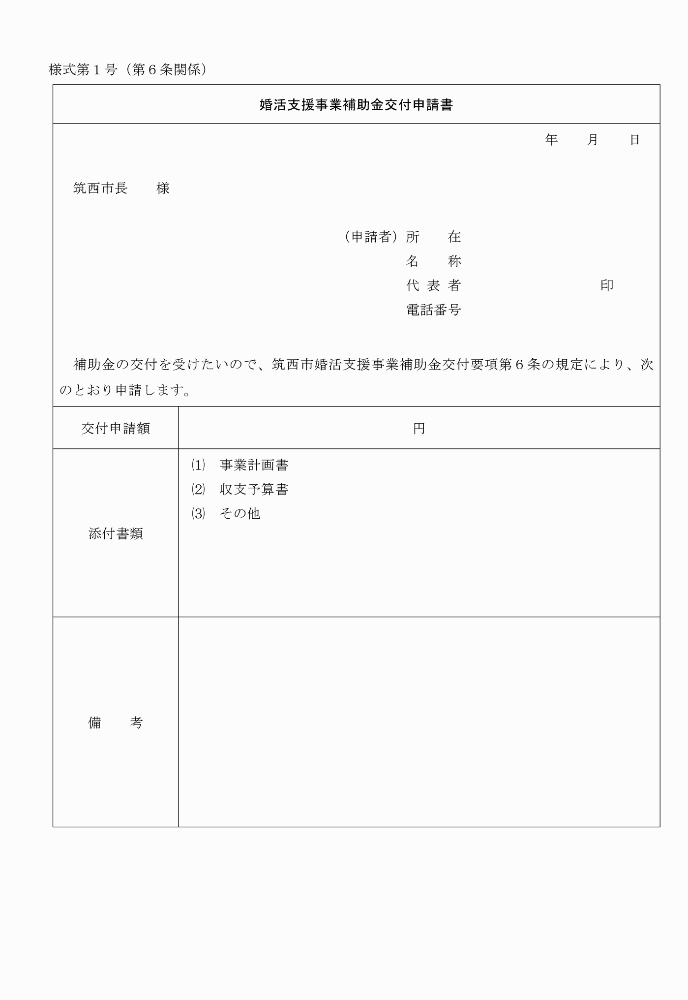 様式第１号（第６条関係）
婚活支援事業補助金交付申請書
年　　月　　日
筑西市長　　様
（申請者）所　　在
名　　称
代 表 者　　　　　　　　　　印
電話番号
補助金の交付を受けたいので、筑西市婚活支援事業補助金交付要項第６条の規定により、次
のとおり申請します。
交付申請額　　円
添付書類
⑴　事業計画書
⑵　収支予算書
⑶　その他
備　　考